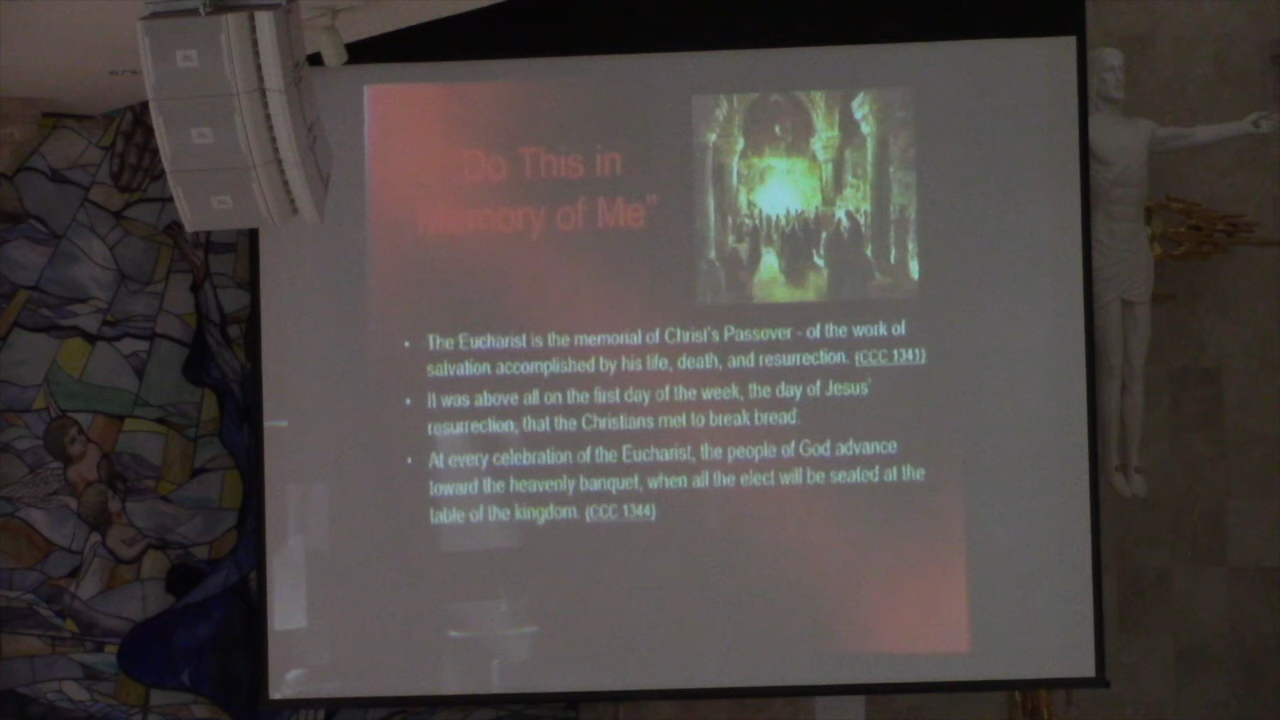 "Do This in
Memory of Me"
• The Eucharist is the memorial of Christ's Passover - of the work of
salvation accomplished by his life, death, and resurrection. (CCC 1341)
• It was above all on the first day of the week, the day of Jesus'
resurrection, that the Christians met to break bread.
• At every celebration of the Eucharist, the people of God advance
toward the heavenly banquet, when all the elect will be seated at the
table of the kingdom. (CCC 1344)